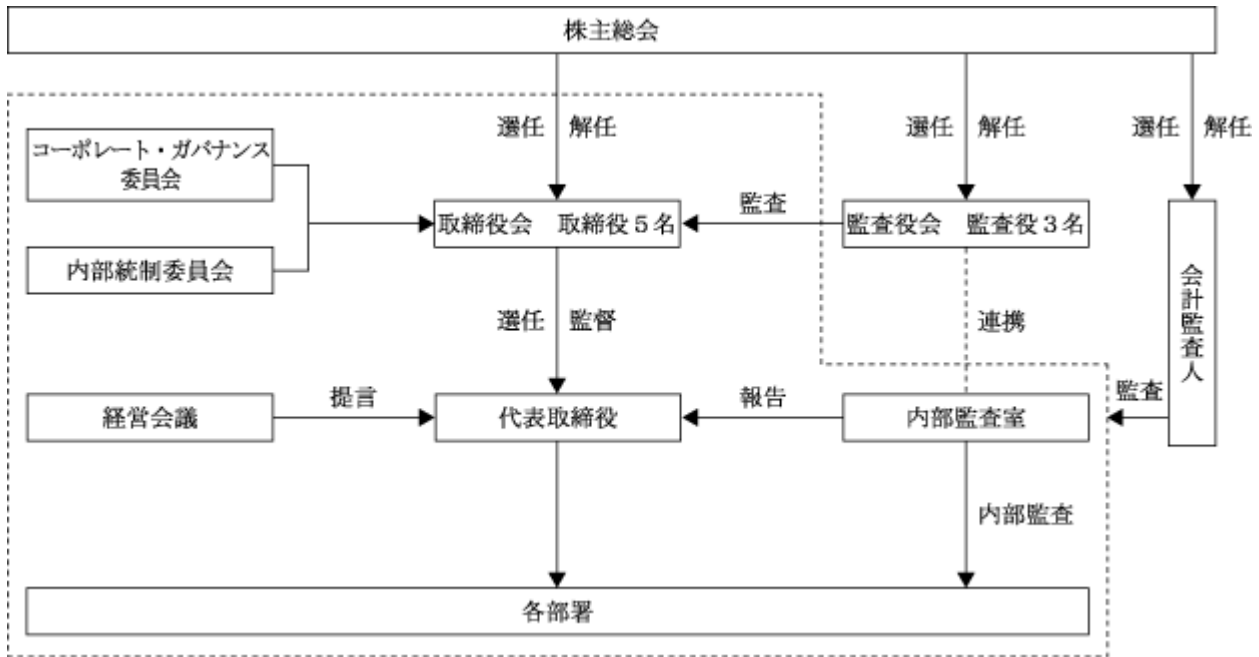 株主総会
選任 解任
選任 解任
選任 解任
コーポレート・ガバナンス
委員会
取締役会 取締役5名
監査
監査役会 監査役3名
内部統制委員会
会計監査人
選任 監督
連携
経営会議
提言
代表取締役
報告
内部監査室
監査
内部監査
各部署